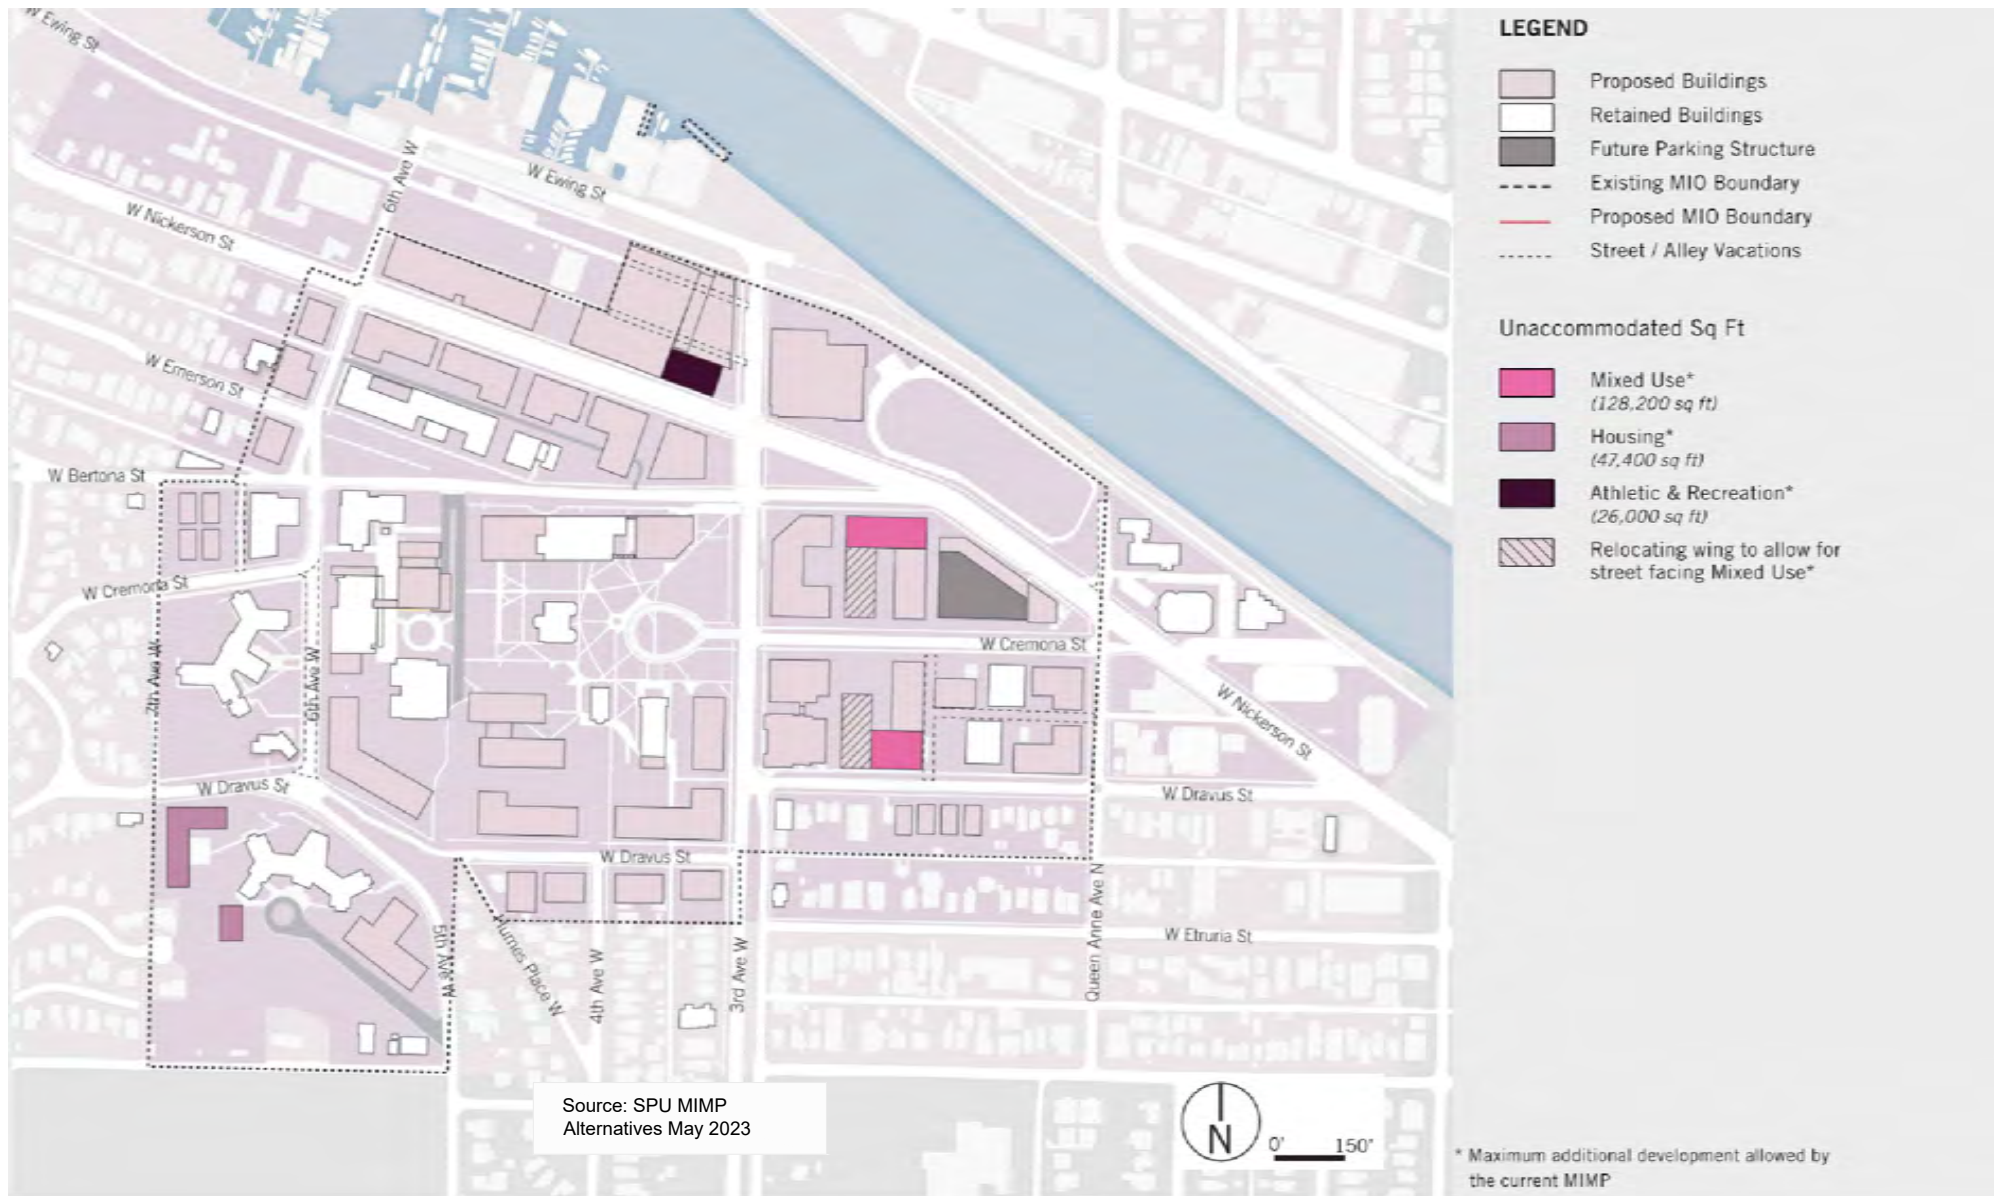 W Ewing St
6th Ave W
W Ewing St
W Nickerson St
W Emerson St
W Bertona St
W Cremona St
W Cremona St
7th Ave W
6th Ave W
W Nickerson St
W Dravus St
W Dravus St
W Dravus St
5th Ave W
Humes Place W
4th Ave W
3rd Ave W
Queen Anne Ave N
W Etruria St
Source: SPU MIMP
Alternatives May 2023
N
0'
150'
LEGEND
Proposed Buildings
Retained Buildings
Future Parking Structure
Existing MIO Boundary
Proposed MIO Boundary
Street / Alley Vacations
Unaccommodated Sq Ft
Mixed Use*
(128,200 sq ft)
Housing*
(47,400 sq ft)
Athletic & Recreation*
(26,000 sq ft)
Relocating wing to allow for
street facing Mixed Use*
* Maximum additional development allowed by
the current MIMP